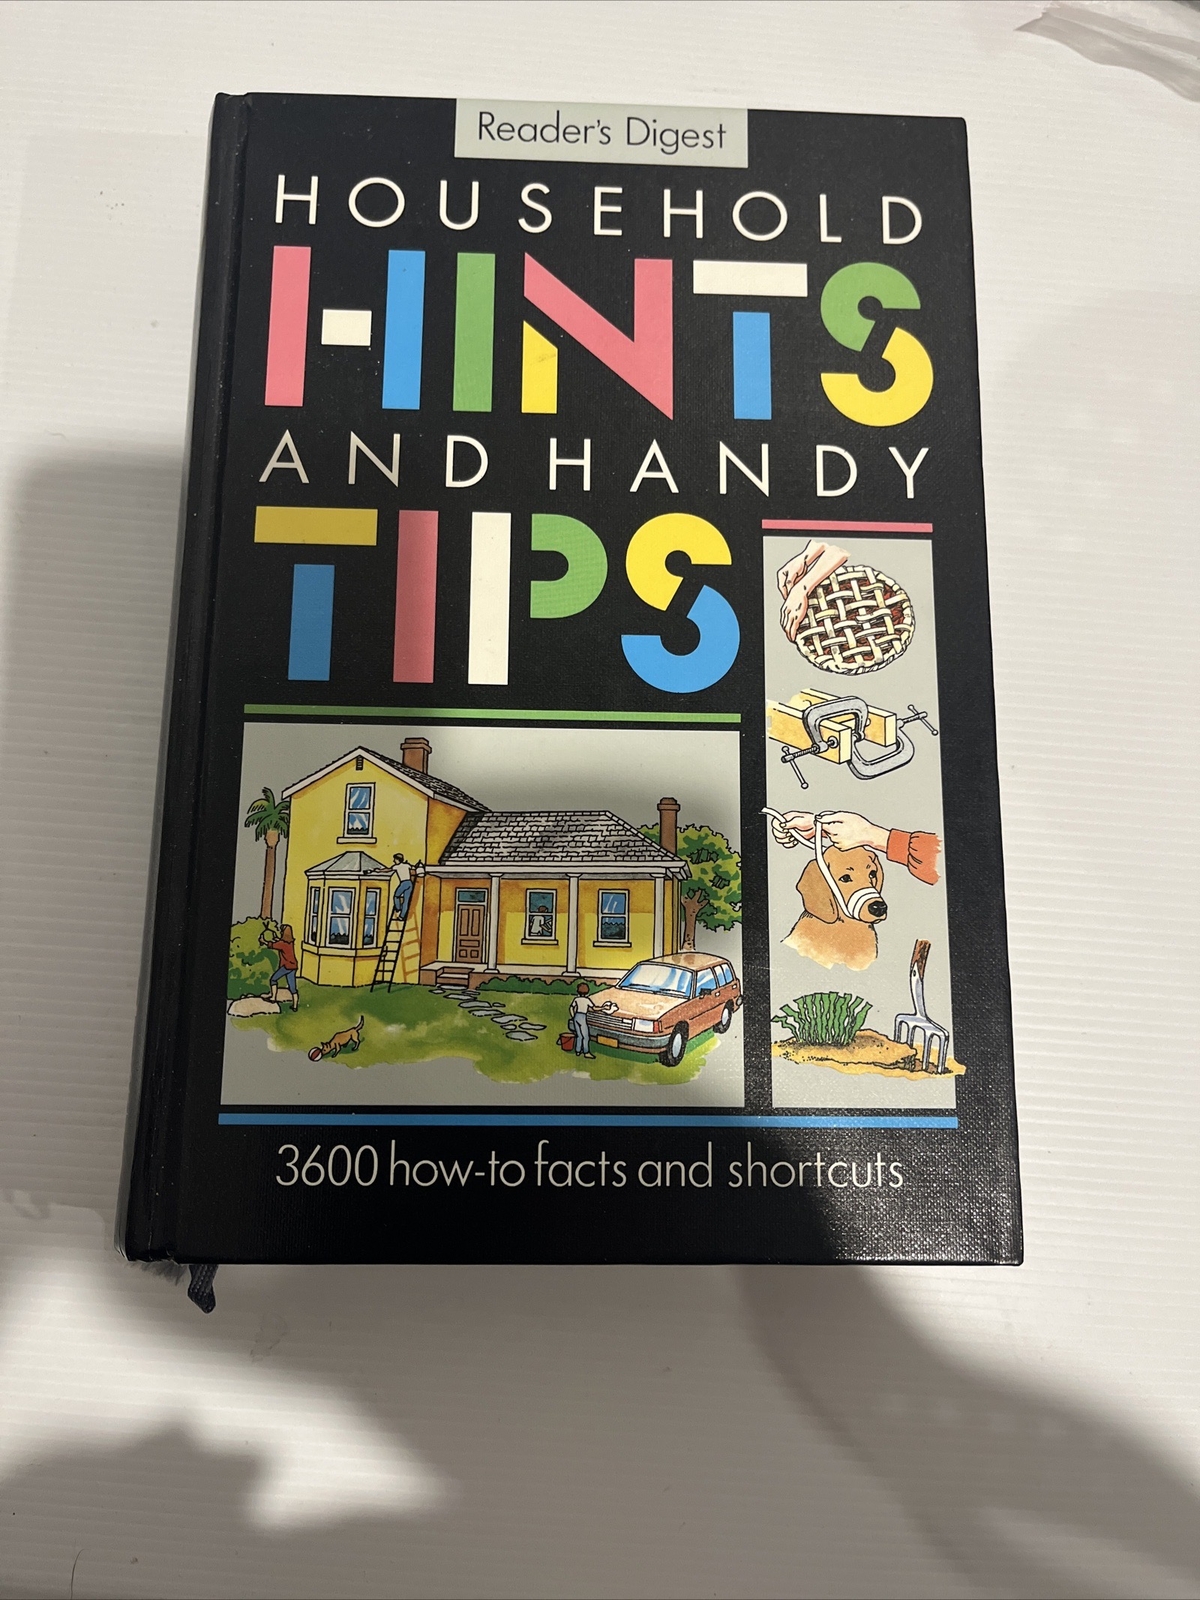 Reader's Digest
HOUSEHOLD
HINTS
AND HANDY
TIPS
3600 how-to facts and shortcuts